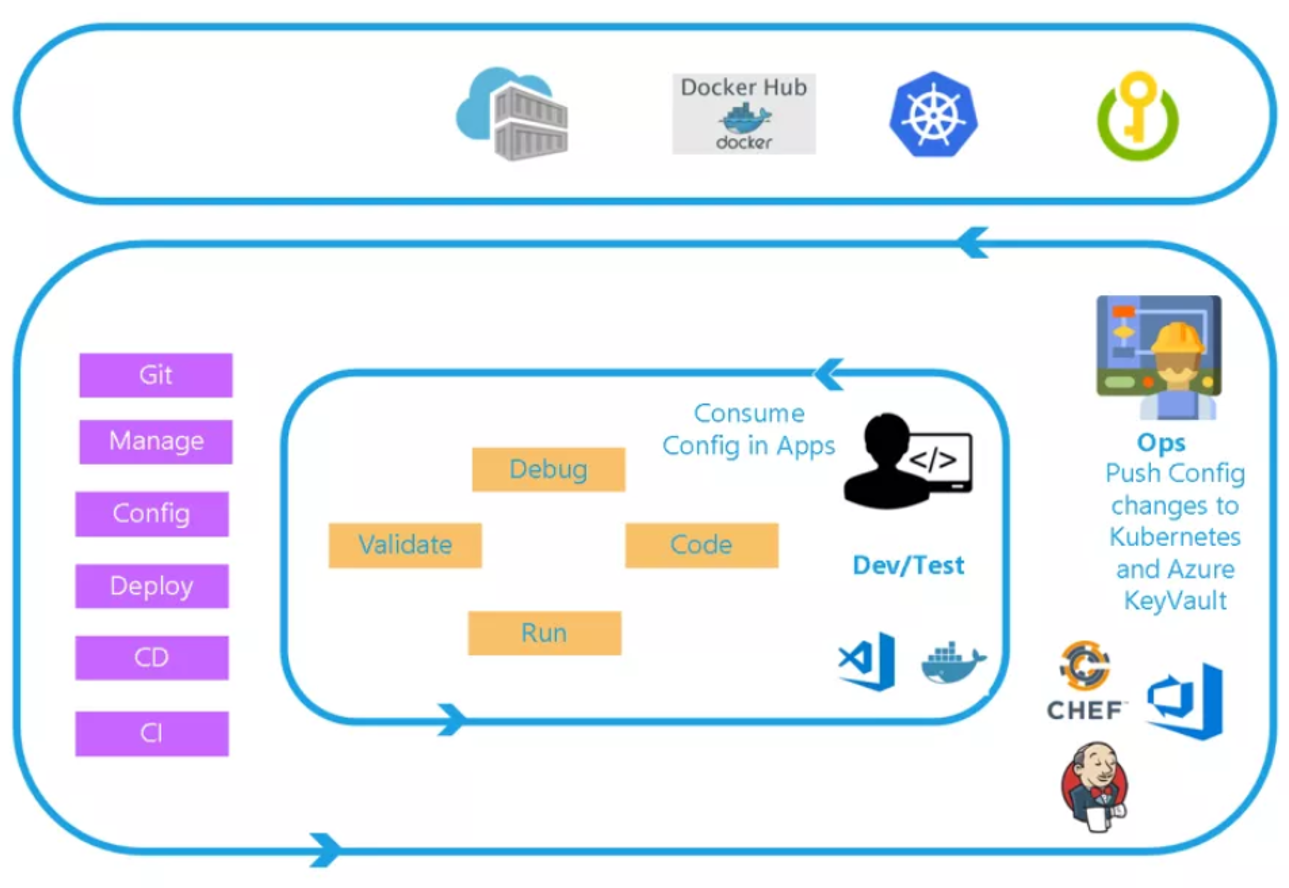 Docker Hub
docker
Git
Manage
Config
Deploy
CD
CI
Consume
Config in Apps
</>
Debug
Validate
Code
Run
Dev/Test
Ops
Push Config
changes to
Kubernetes
and Azure
KeyVault
CHEF